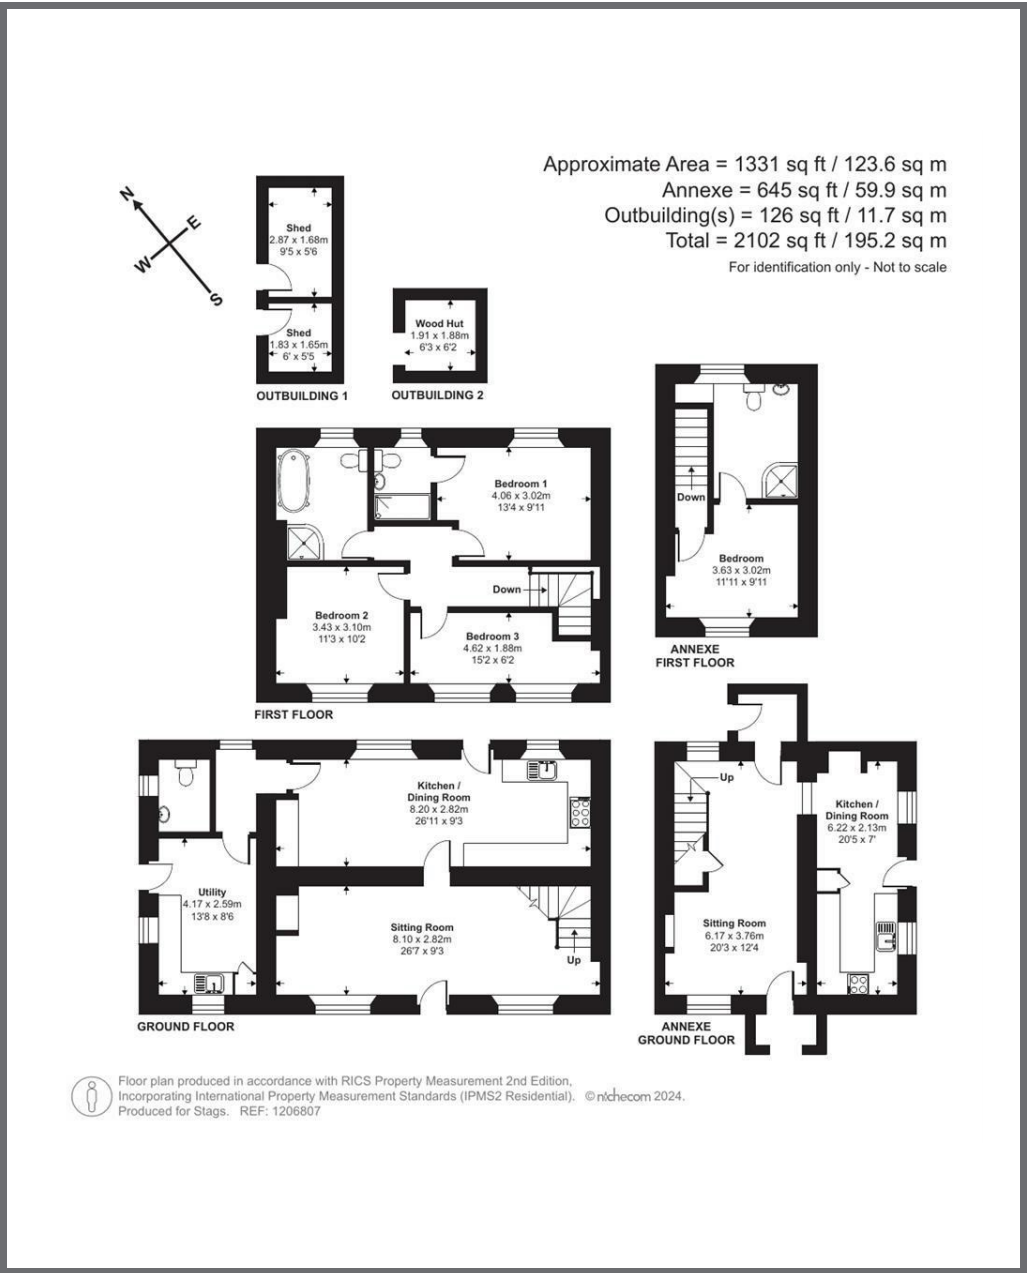 Approximate Area = 1331 sq ft / 123.6 sq m
Annexe = 645 sq ft / 59.9 sq m
Outbuilding(s) = 126 sq ft / 11.7 sq m
Total = 2102 sq ft / 195.2 sq m
For identification only - Not to scale
N
E
W
S
Shed
2.87 x 1.68m
9'5 x 5'6
Shed
1.83 x 1.65m
6' x 5'5
OUTBUILDING 1
Wood Hut
1.91 x 1.88m
6'3 x 6'2
OUTBUILDING 2
Bedroom 1
4.06 x 3.02m
13'4 x 9'11
Down
Bedroom 2
3.43 x 3.10m
11'3 x 10'2
Bedroom 3
4.62 x 1.88m
15'2 x 6'2
FIRST FLOOR
Down
Bedroom
3.63 x 3.02m
11'11 x 9'11
ANNEXE
FIRST FLOOR
Kitchen /
Dining Room
8.20 x 2.82m
26'11 x 9'3
Utility
4.17 x 2.59m
13'8 x 8'6
Sitting Room
8.10 x 2.82m
26'7 x 9'3
Up
GROUND FLOOR
Up
Kitchen /
Dining Room
6.22 x 2.13m
20'5 x 7'
Sitting Room
6.17 x 3.76m
20'3 x 12'4
ANNEXE
GROUND FLOOR
Floor plan produced in accordance with RICS Property Measurement 2nd Edition,
Incorporating International Property Measurement Standards (IPMS2 Residential). © nichecom 2024.
Produced for Stags. REF: 1206807